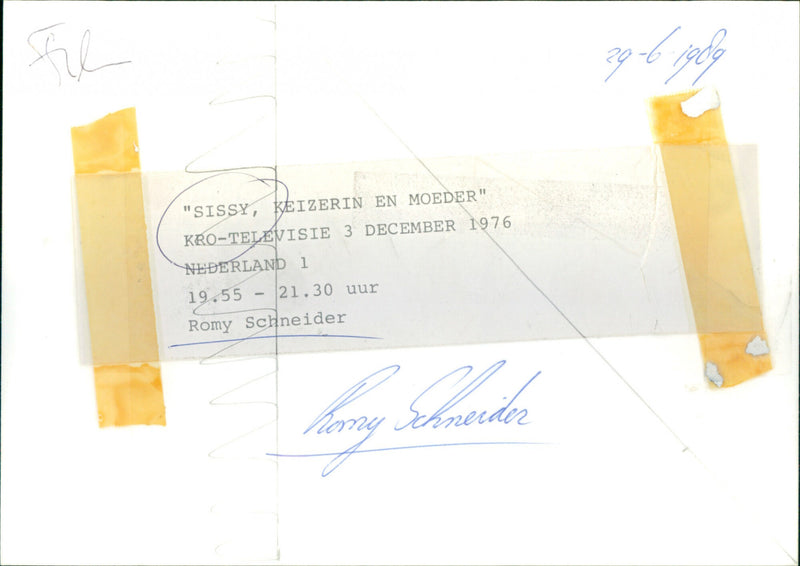 29-6-1989
"SISSY, KEIZERIN EN MOEDER"
KRO-TELEVISIE 3 DECEMBER 1976
NEDERLAND 1
19.55 - 21.30 uur
Romy Schneider
Romy Schneider